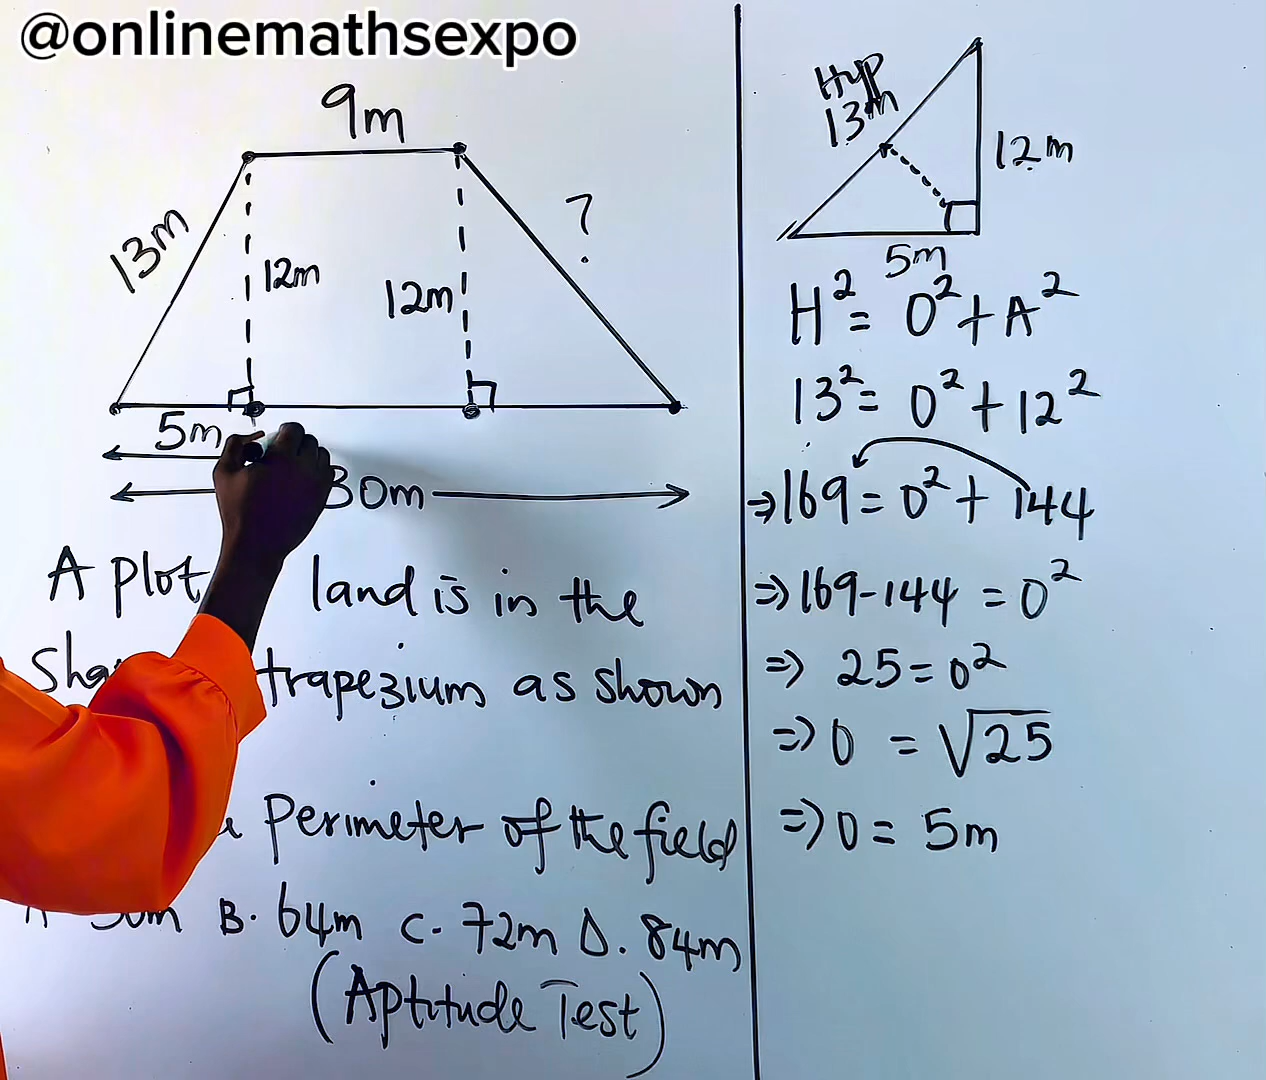 @onlinemathsexpo
9m
13m
12m
12m
?
5m
30m
A plot land is in the
trapezium as shown
Perimeter of the field
B. 64m C. 72m D. 84m
(Aptitude Test)
Hyp
13m
12m
5m
H² = O² + A²
13² = O² + 12²
⇒ 169 = O² + 144
⇒ 169 - 144 = O²
⇒ 25 = O²
⇒ O = √25
⇒ O = 5m